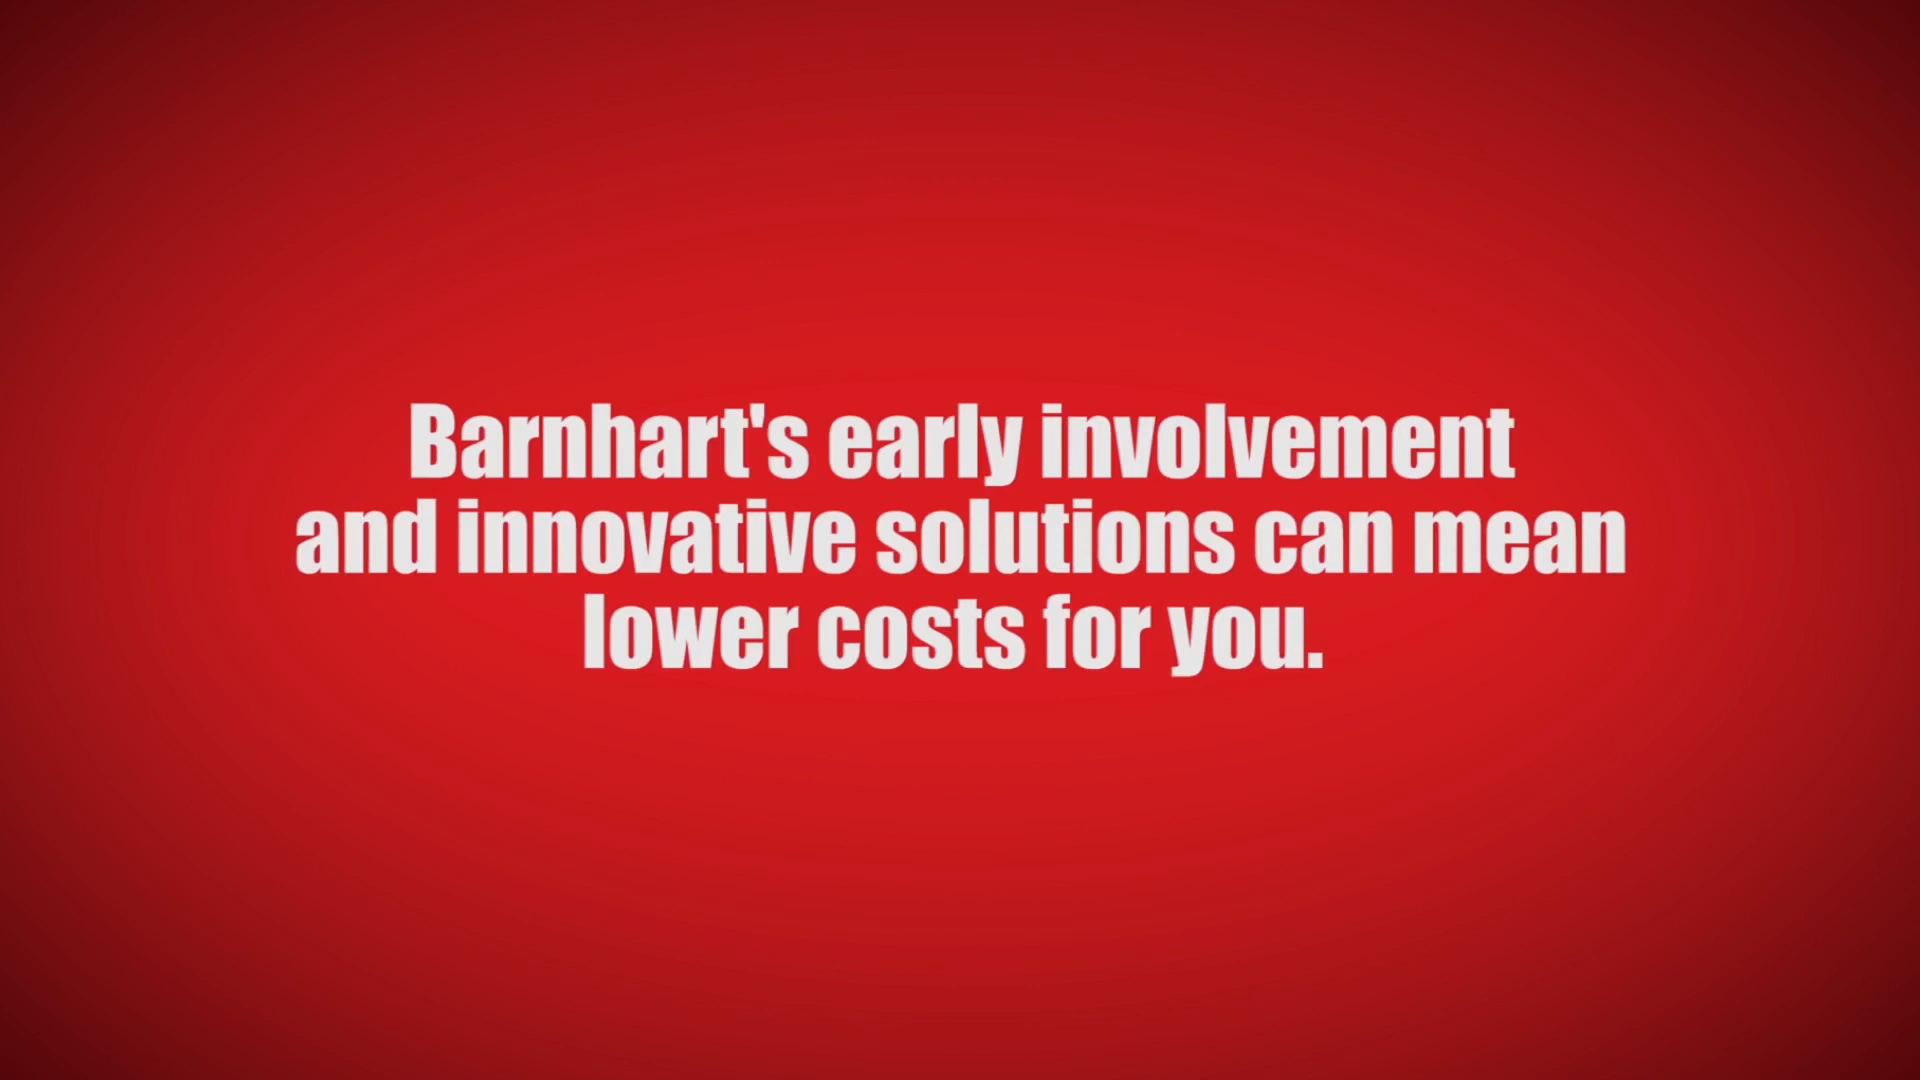 Barnhart's early involvement
and innovative solutions can mean
lower costs for you.